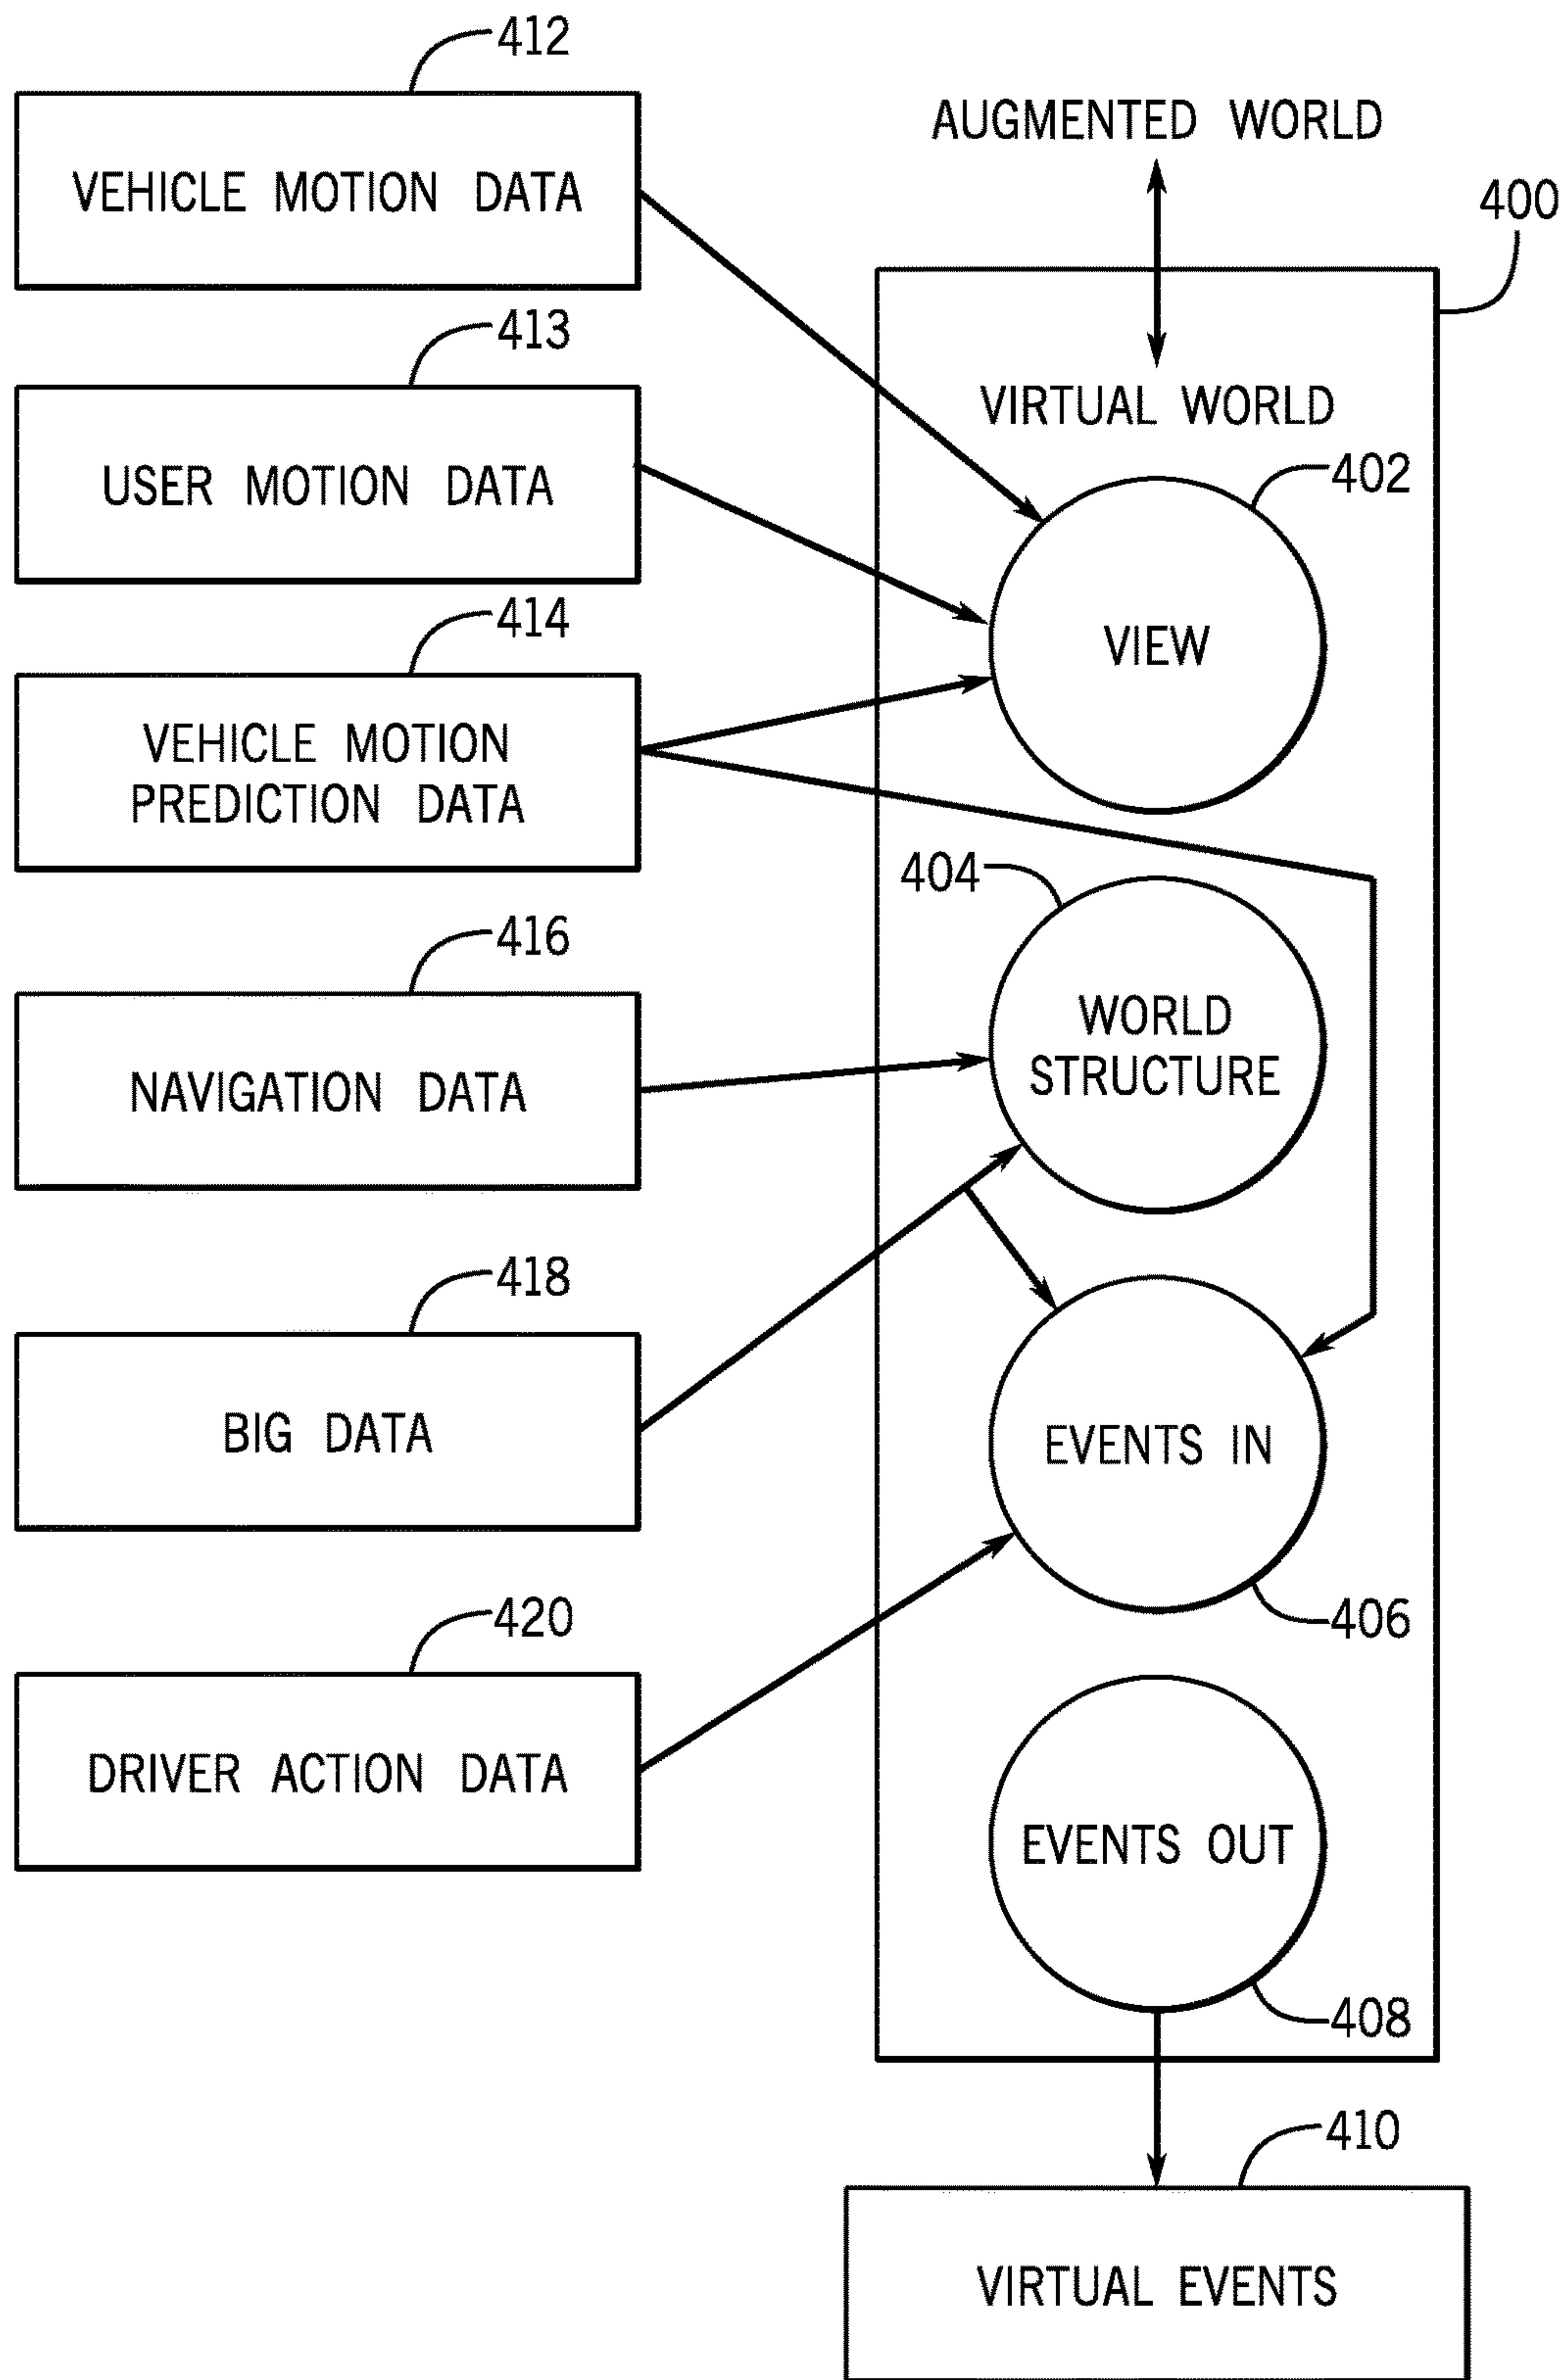 412
VEHICLE MOTION DATA
AUGMENTED WORLD
400
413
USER MOTION DATA
VIRTUAL WORLD
402
VIEW
414
VEHICLE MOTION
PREDICTION DATA
404
WORLD
STRUCTURE
416
NAVIGATION DATA
418
BIG DATA
EVENTS IN
406
420
DRIVER ACTION DATA
EVENTS OUT
408
410
VIRTUAL EVENTS